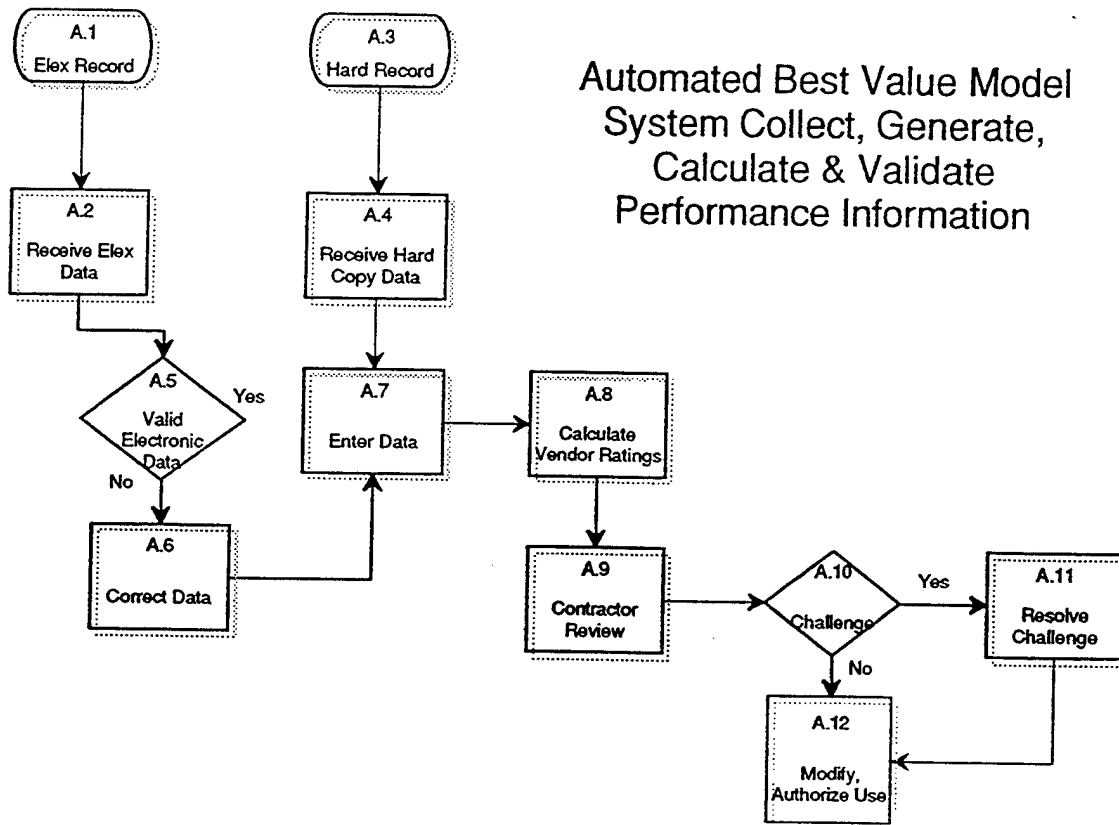 Automated Best Value Model
System Collect, Generate,
Calculate & Validate
Performance Information
A.1
Elex Record
A.3
Hard Record
A.2
Receive Elex
Data
A.4
Receive Hard
Copy Data
A.5
Valid
Electronic
Data
Yes
No
A.6
Correct Data
A.7
Enter Data
A.8
Calculate
Vendor Ratings
A.9
Contractor
Review
A.10
Challenge
Yes
No
A.11
Resolve
Challenge
A.12
Modify,
Authorize Use